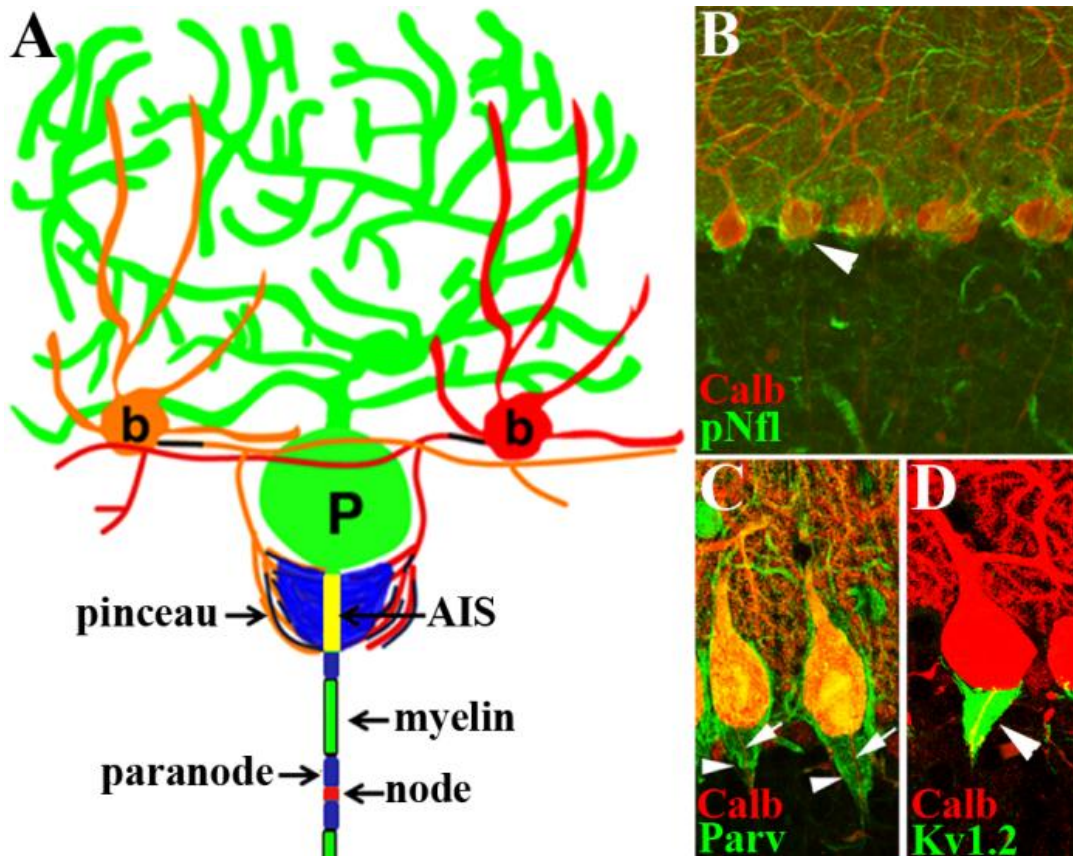 A
b
b
P
pinceau
AIS
myelin
paranode
node
B
Calb
pNfl
C
Calb
Parv
D
Calb
Kv1.2